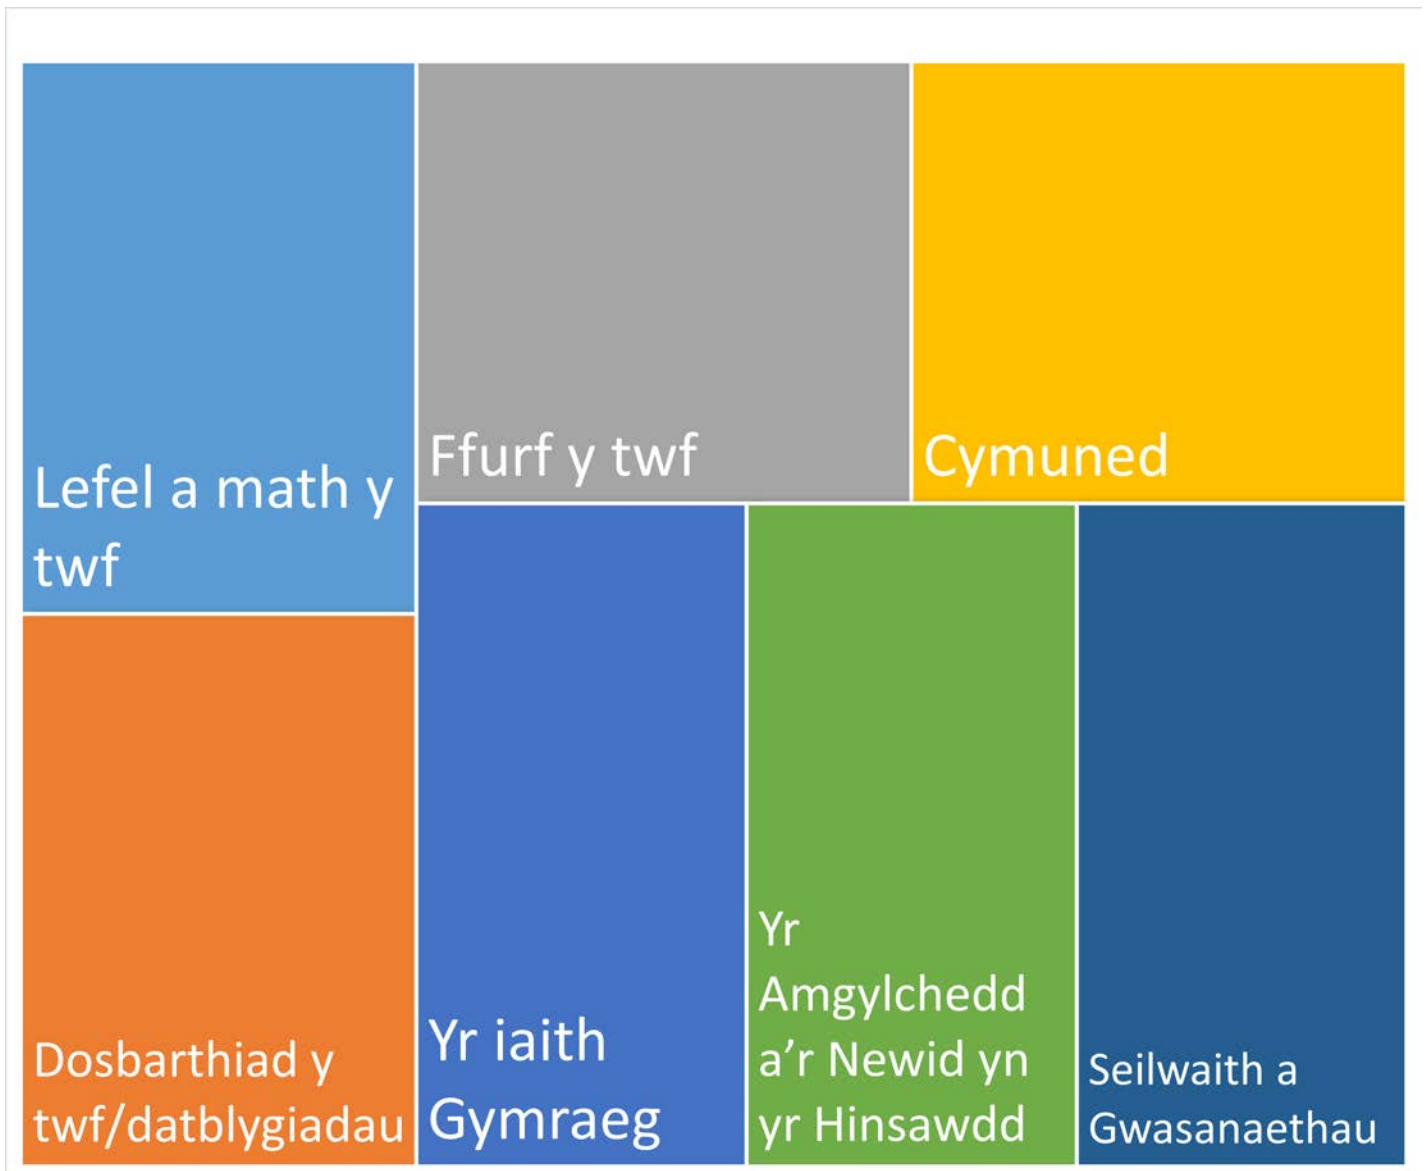 Lefel a math y
twf
Ffurf y twf
Cymuned
Dosbarthiad y
twf/datblygiadau
Yr iaith
Gymraeg
Yr
Amgylchedd
a’r Newid yn
yr Hinsawdd
Seilwaith a
Gwasanaethau